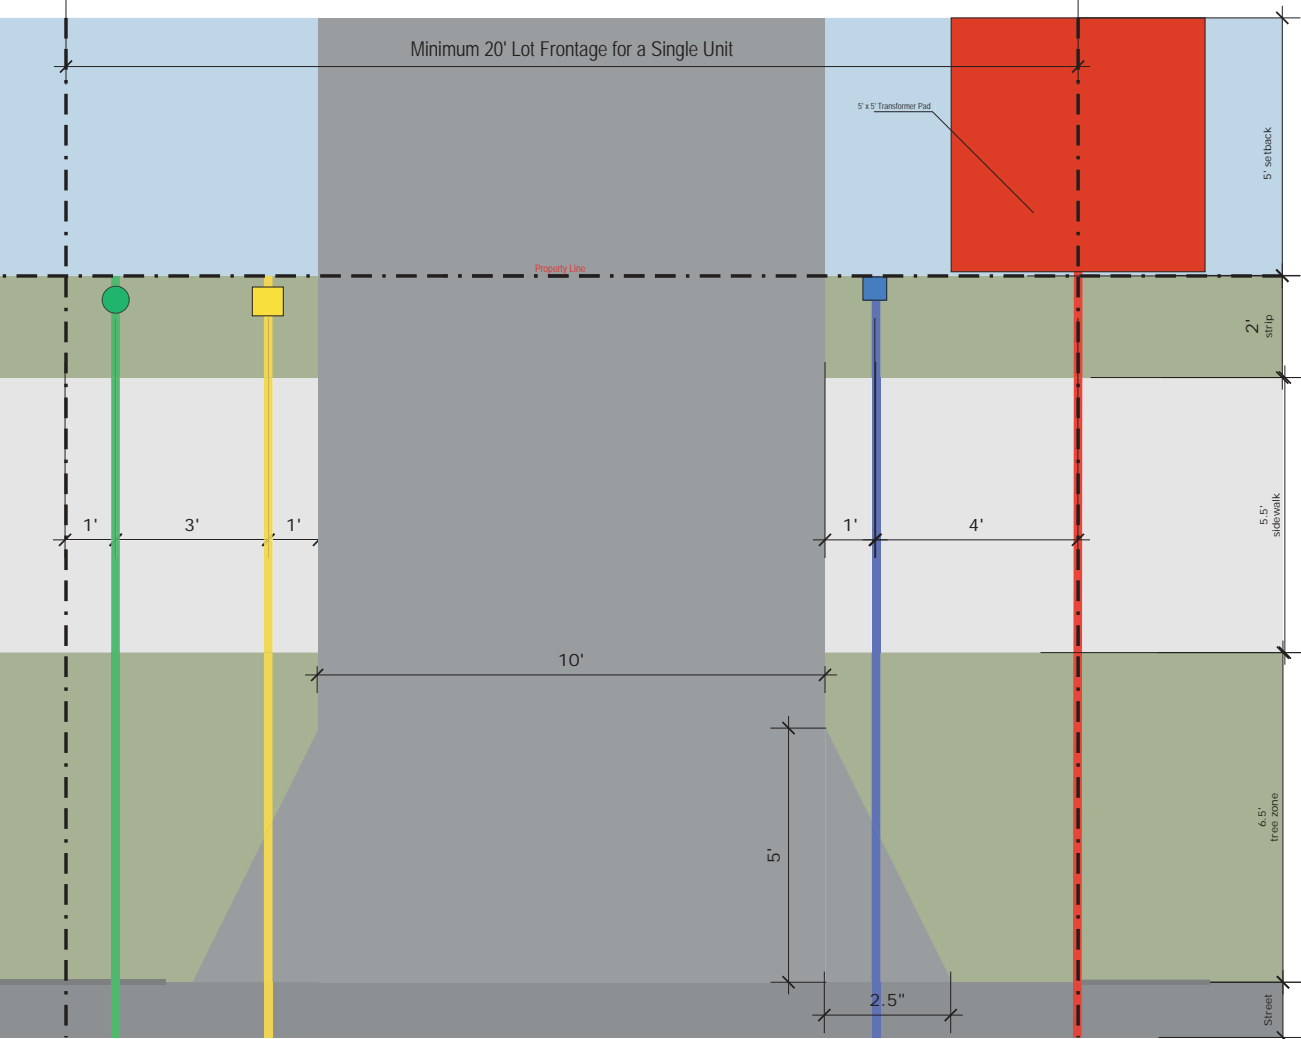 Minimum 20' Lot Frontage for a Single Unit
5' x 5' Transformer Pad
5' setback
Property Line
2'
strip
1'
3'
1'
1'
4'
5.5'
sidewalk
10'
5'
6.5'
tree zone
2.5"
Street